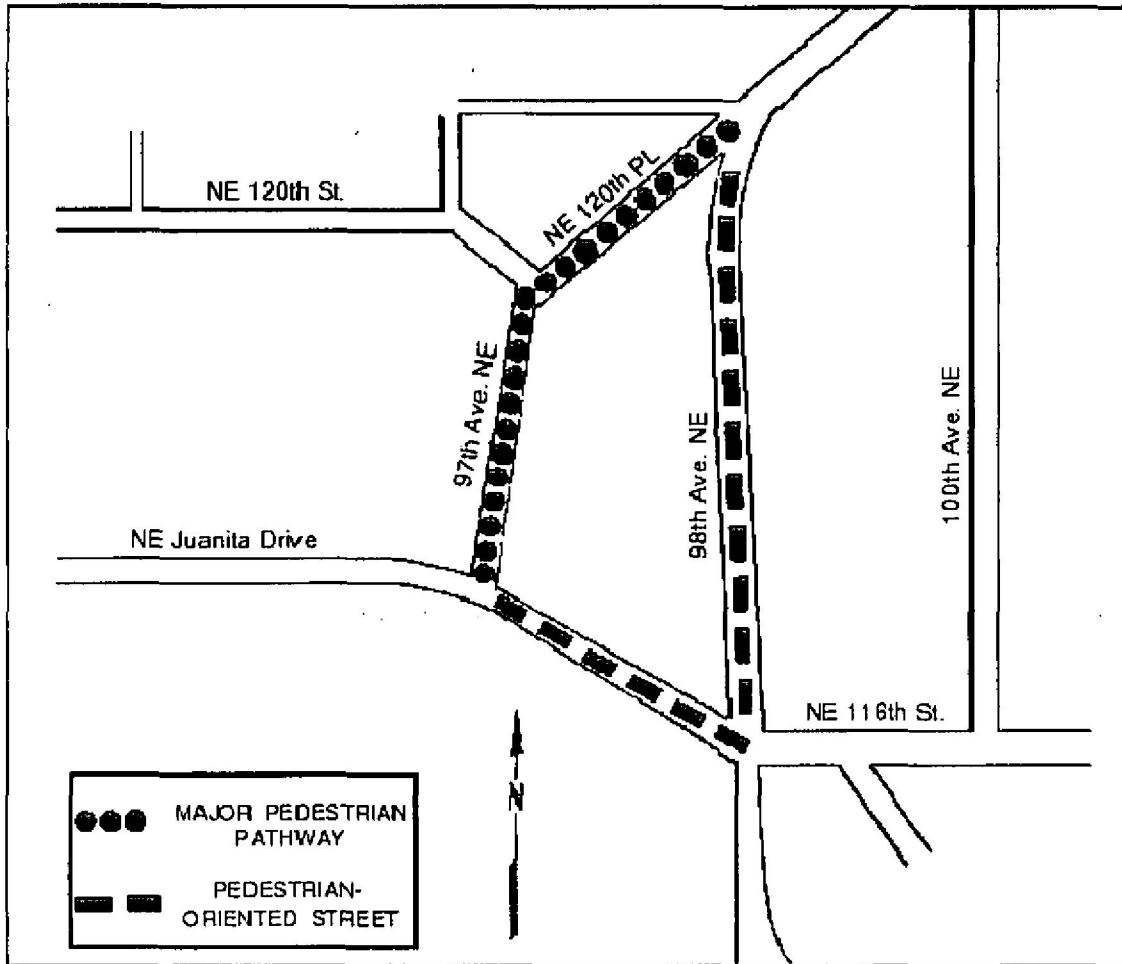 NE 120th St.
NE 120th PL
97th Ave. NE
98th Ave. NE
100th Ave. NE
NE Juanita Drive
NE 116th St.
N
MAJOR PEDESTRIAN
PATHWAY
PEDESTRIAN-
ORIENTED STREET